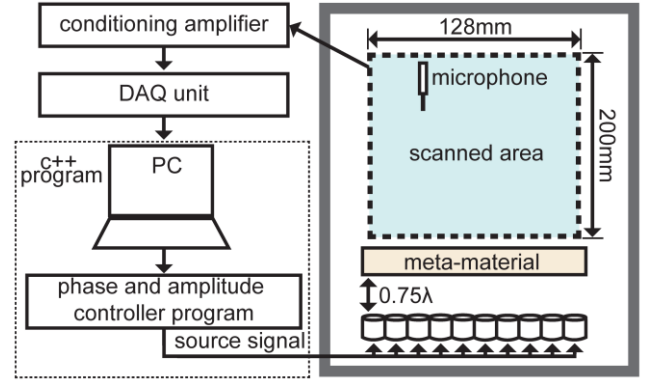 conditioning amplifier
DAQ unit
c++
program
PC
phase and amplitude
controller program
source signal
128mm
microphone
scanned area
200mm
meta-material
0.75λ